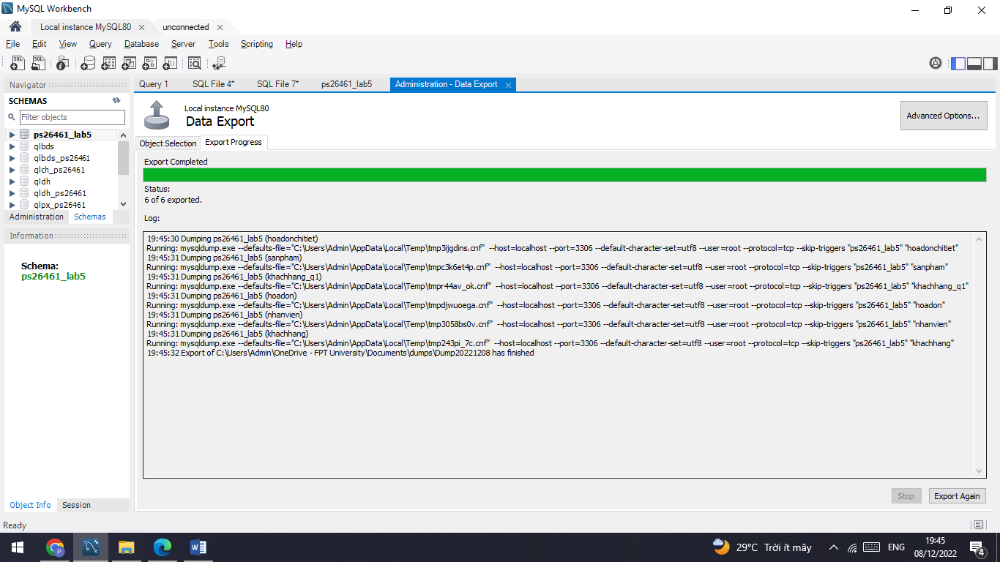 MySQL Workbench
Local instance MySQL80 unconnected
File Edit View Query Database Server Tools Scripting Help
Navigator
SCHEMAS
Filter objects
ps26461_lab5
qlbds
qlbds_ps26461
qlch_ps26461
qldh
qldh_ps26461
qlpx_ps26461
Administration Schemas
Information
Schema:
ps26461_lab5
Object Info Session
Query 1 SQL File 4* SQL File 7* ps26461_lab5 Administration - Data Export
Local instance MySQL80
Data Export
Advanced Options...
Object Selection Export Progress
Export Completed
Status:
6 of 6 exported.
Log:
19:45:30 Dumping ps26461_lab5 (hoadonchitiet)
Running: mysqldump.exe --defaults-file="C:\Users\Admin\AppData\Local\Temp\tmp3ijgdins.cnf" --host=localhost --port=3306 --default-character-set=utf8 --user=root --protocol=tcp --skip-triggers "ps26461_lab5" "hoadonchitiet"
19:45:31 Dumping ps26461_lab5 (sanpham)
Running: mysqldump.exe --defaults-file="C:\Users\Admin\AppData\Local\Temp\tmpc3k6et4p.cnf" --host=localhost --port=3306 --default-character-set=utf8 --user=root --protocol=tcp --skip-triggers "ps26461_lab5" "sanpham"
19:45:31 Dumping ps26461_lab5 (khachhang_q1)
Running: mysqldump.exe --defaults-file="C:\Users\Admin\AppData\Local\Temp\tmpr44av_ok.cnf" --host=localhost --port=3306 --default-character-set=utf8 --user=root --protocol=tcp --skip-triggers "ps26461_lab5" "khachhang_q1"
19:45:31 Dumping ps26461_lab5 (hoadon)
Running: mysqldump.exe --defaults-file="C:\Users\Admin\AppData\Local\Temp\tmpdjwuoega.cnf" --host=localhost --port=3306 --default-character-set=utf8 --user=root --protocol=tcp --skip-triggers "ps26461_lab5" "hoadon"
19:45:31 Dumping ps26461_lab5 (nhanvien)
Running: mysqldump.exe --defaults-file="C:\Users\Admin\AppData\Local\Temp\tmp3058bs0v.cnf" --host=localhost --port=3306 --default-character-set=utf8 --user=root --protocol=tcp --skip-triggers "ps26461_lab5" "nhanvien"
19:45:31 Dumping ps26461_lab5 (khachhang)
Running: mysqldump.exe --defaults-file="C:\Users\Admin\AppData\Local\Temp\tmp243pi_7c.cnf" --host=localhost --port=3306 --default-character-set=utf8 --user=root --protocol=tcp --skip-triggers "ps26461_lab5" "khachhang"
19:45:32 Export of C:\Users\Admin\OneDrive - FPT University\Documents\dumps\Dump20221208 has finished
Stop Export Again
Ready
29°C Trời ít mây ENG 19:45
08/12/2022 4